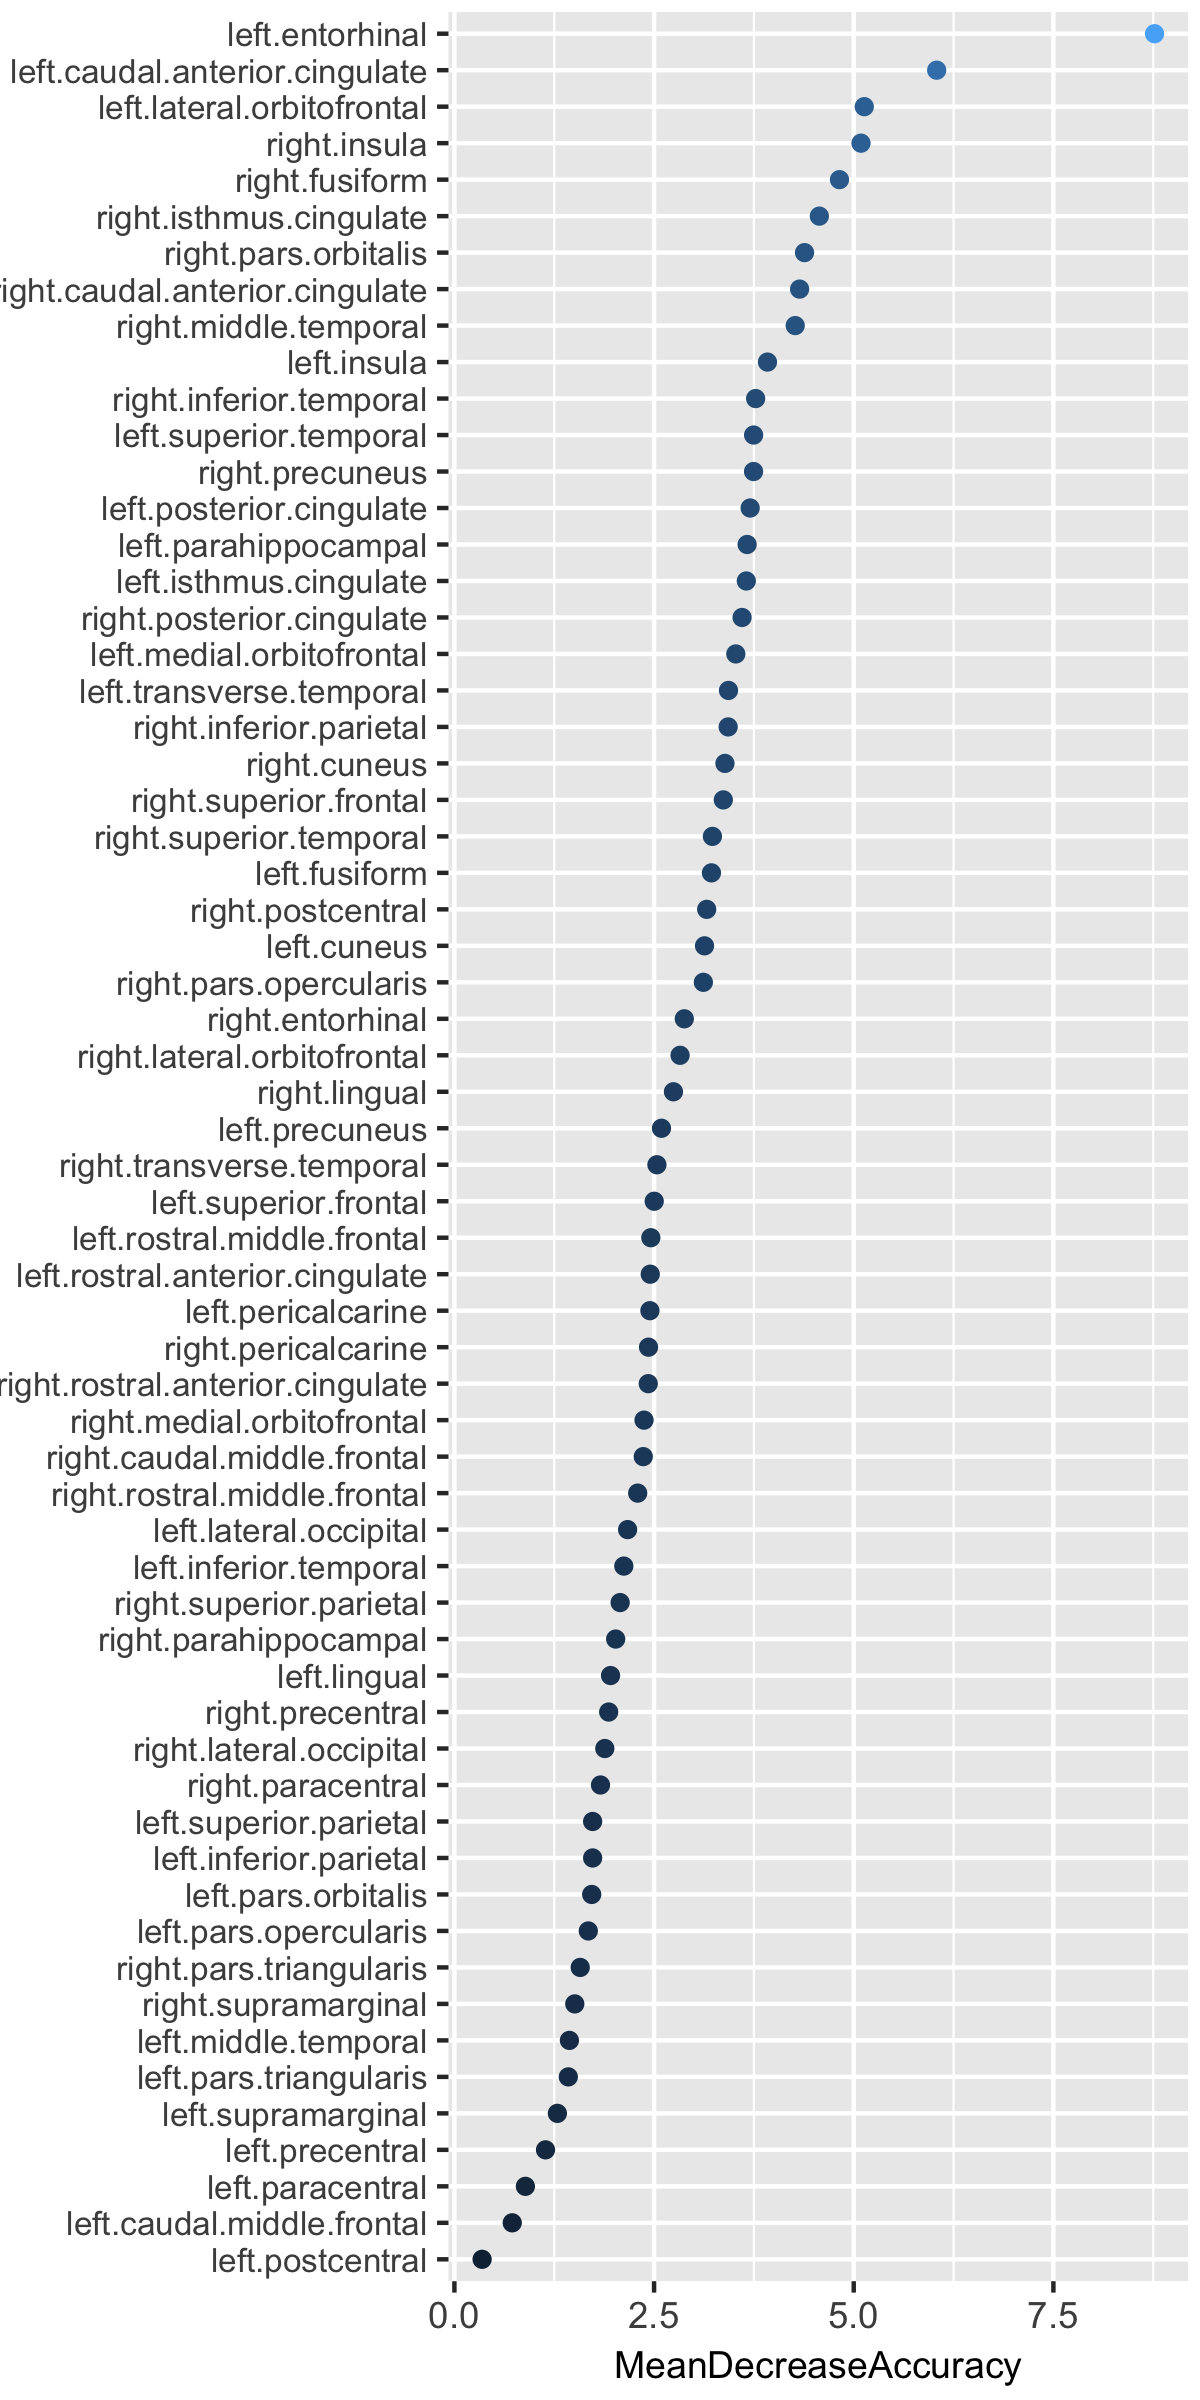 left.entorhinal
left.caudal.anterior.cingulate
left.lateral.orbitofrontal
right.insula
right.fusiform
right.isthmus.cingulate
right.pars.orbitalis
right.caudal.anterior.cingulate
right.middle.temporal
left.insula
right.inferior.temporal
left.superior.temporal
right.precuneus
left.posterior.cingulate
left.parahippocampal
left.isthmus.cingulate
right.posterior.cingulate
left.medial.orbitofrontal
left.transverse.temporal
right.inferior.parietal
right.cuneus
right.superior.frontal
right.superior.temporal
left.fusiform
right.postcentral
left.cuneus
right.pars.opercularis
right.entorhinal
right.lateral.orbitofrontal
right.lingual
left.precuneus
right.transverse.temporal
left.superior.frontal
left.rostral.middle.frontal
left.rostral.anterior.cingulate
left.pericalcarine
right.pericalcarine
right.rostral.anterior.cingulate
right.medial.orbitofrontal
right.caudal.middle.frontal
right.rostral.middle.frontal
left.lateral.occipital
left.inferior.temporal
right.superior.parietal
right.parahippocampal
left.lingual
right.precentral
right.lateral.occipital
right.paracentral
left.superior.parietal
left.inferior.parietal
left.pars.orbitalis
left.pars.opercularis
right.pars.triangularis
right.supramarginal
left.middle.temporal
left.pars.triangularis
left.supramarginal
left.precentral
left.paracentral
left.caudal.middle.frontal
left.postcentral
0.0 2.5 5.0 7.5
MeanDecreaseAccuracy